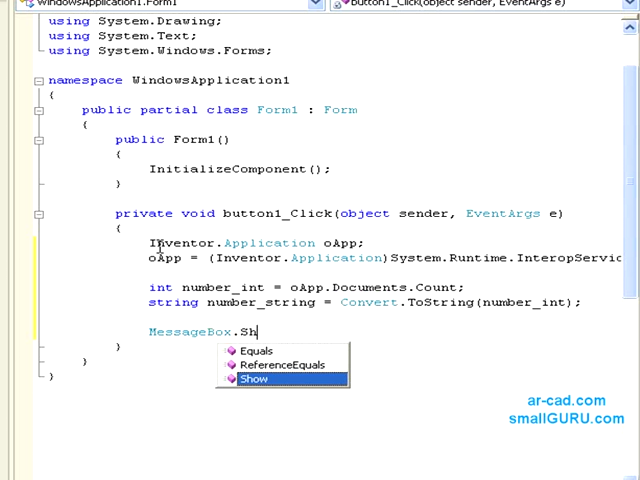 WindowsApplication1.Form1
button1_Click(object sender, EventArgs e)
using System.Drawing;
using System.Text;
using System.Windows.Forms;
namespace WindowsApplication1
{
public partial class Form1 : Form
{
public Form1()
{
InitializeComponent();
}
private void button1_Click(object sender, EventArgs e)
{
Inventor.Application oApp;
oApp = (Inventor.Application)System.Runtime.InteropServic
int number_int = oApp.Documents.Count;
string number_string = Convert.ToString(number_int);
MessageBox.Sh
}
}
}
Equals
ReferenceEquals
Show
ar-cad.com
smallGURU.com